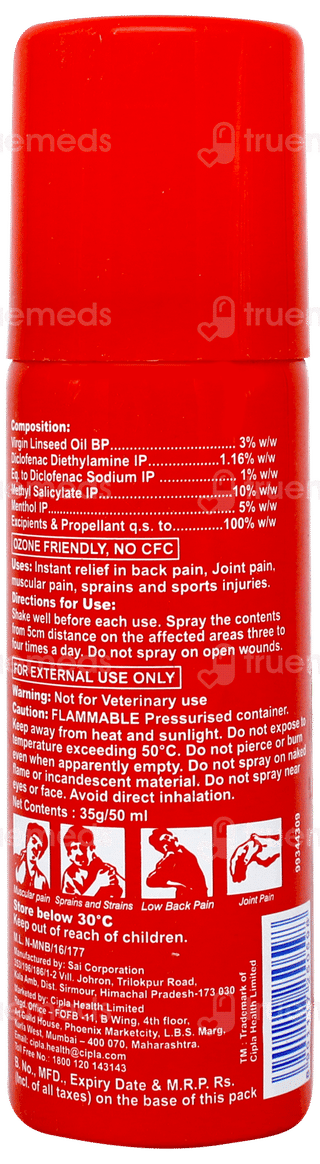 truemeds
truemeds
Composition:
Virgin Linseed Oil BP............................... 3% w/w
Diclofenac Diethylamine IP.................1.16% w/w
Eq. to Diclofenac Sodium IP ................ 1% w/w
Methyl Salicylate IP................................10% w/w
Menthol IP............................................... 5% w/w
Excipients & Propellant q.s. to............100% w/w
OZONE FRIENDLY, NO CFC
Uses: Instant relief in back pain, Joint pain,
muscular pain, sprains and sports injuries.
Directions for Use:
Shake well before each use. Spray the contents
from 5cm distance on the affected areas three to
four times a day. Do not spray on open wounds.
FOR EXTERNAL USE ONLY
Warning: Not for Veterinary use
Caution: FLAMMABLE Pressurised container.
Keep away from heat and sunlight. Do not expose to
temperature exceeding 50°C. Do not pierce or burn
even when apparently empty. Do not spray on naked
flame or incandescent material. Do not spray near
eyes or face. Avoid direct inhalation.
Net Contents : 35g/50 ml
99344309
Muscular pain Sprains and Strains Low Back Pain Joint Pain
Store below 30°C
Keep out of reach of children.
M.L. N-MNB/16/177
Manufactured by: Sai Corporation
Vill. Johron, Trilokpur Road,
Kala Amb, Dist. Sirmour, Himachal Pradesh-173 030
Marketed by: Cipla Health Limited
Regd. Office - FOFB -11, B Wing, 4th floor,
Art Guild House, Phoenix Marketcity, L.B.S. Marg,
Kurla West, Mumbai – 400 070, Maharashtra.
Email: cipla.health@cipla.com
Toll Free No.: 1800 120 143143
TM.- Trademark of
Cipla Health Limited
B. No., MFD., Expiry Date & M.R.P. Rs.
(Incl. of all taxes) on the base of this pack